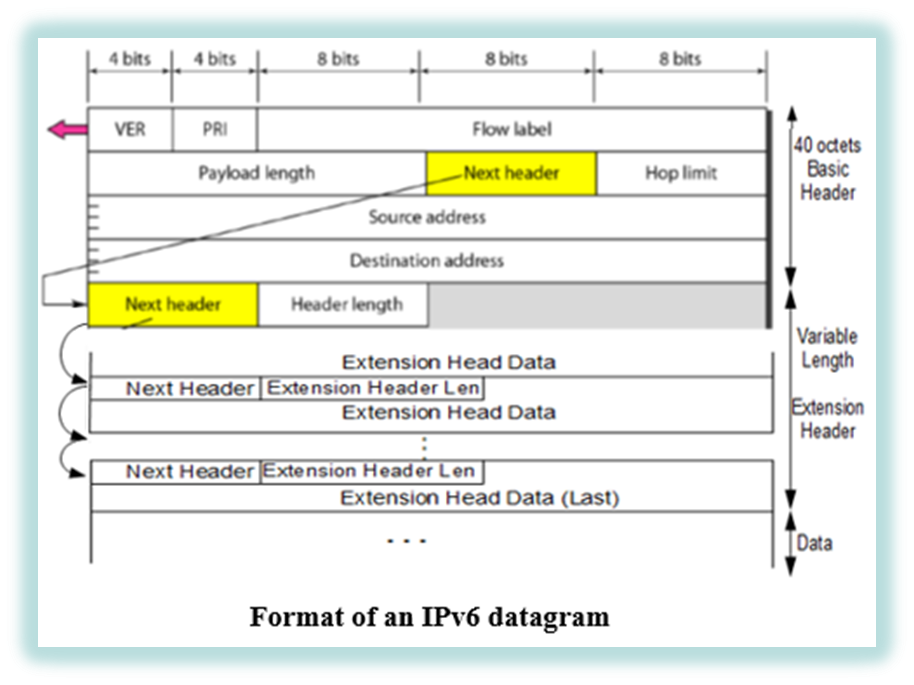 4 bits 4 bits 8 bits 8 bits 8 bits
VER PRI Flow label
Payload length Next header Hop limit
Source address
Destination address
Next header Header length
Extension Head Data
Next Header Extension Header Len
Extension Head Data
Next Header Extension Header Len
Extension Head Data (Last)
- - -
40 octets
Basic
Header
Variable
Length
Extension
Header
Data
Format of an IPv6 datagram